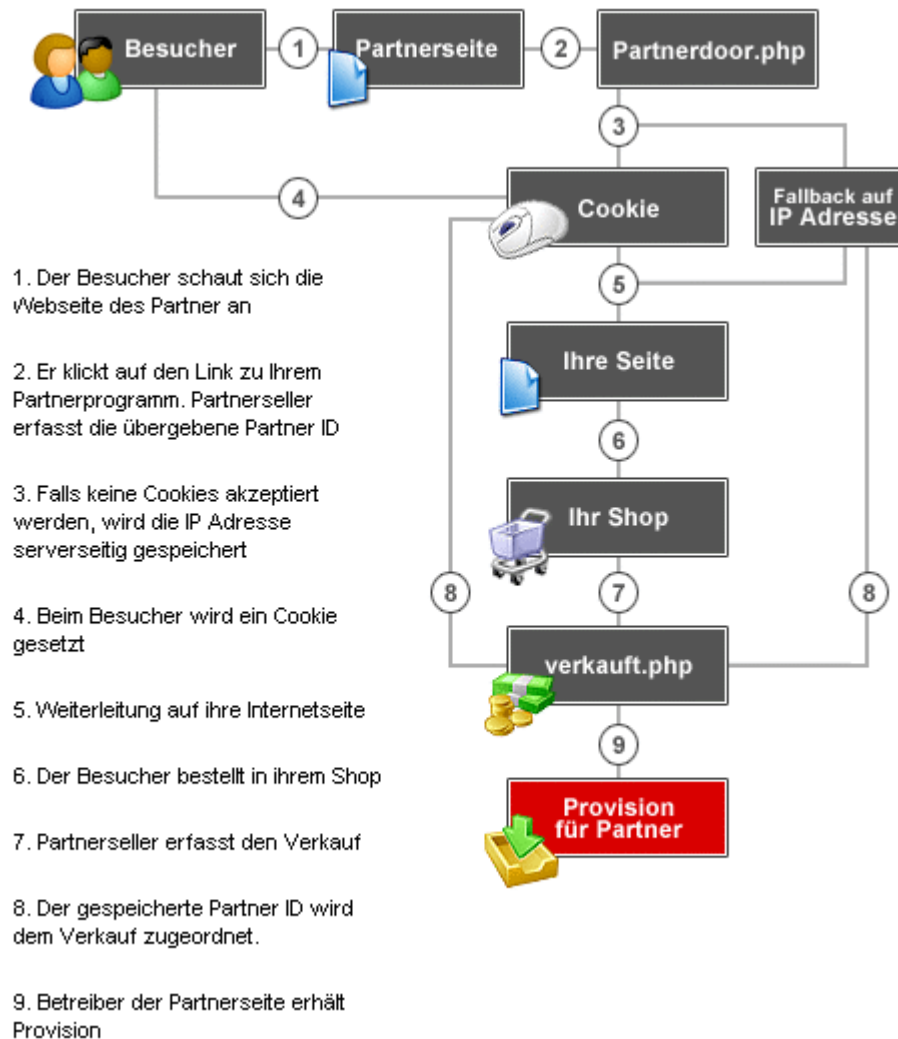 Besucher
1
Partnerseite
2
Partnerdoor.php
3
4
Cookie
Fallback auf
IP Adresse
5
Ihre Seite
6
Ihr Shop
8
7
8
verkauft.php
9
Provision
für Partner
1. Der Besucher schaut sich die
Webseite des Partner an
2. Er klickt auf den Link zu Ihrem
Partnerprogramm. Partnerseller
erfasst die übergebene Partner ID
3. Falls keine Cookies akzeptiert
werden, wird die IP Adresse
serverseitig gespeichert
4. Beim Besucher wird ein Cookie
gesetzt
5. Weiterleitung auf ihre Internetseite
6. Der Besucher bestellt in ihrem Shop
7. Partnerseller erfasst den Verkauf
8. Der gespeicherte Partner ID wird
dem Verkauf zugeordnet.
9. Betreiber der Partnerseite erhält
Provision